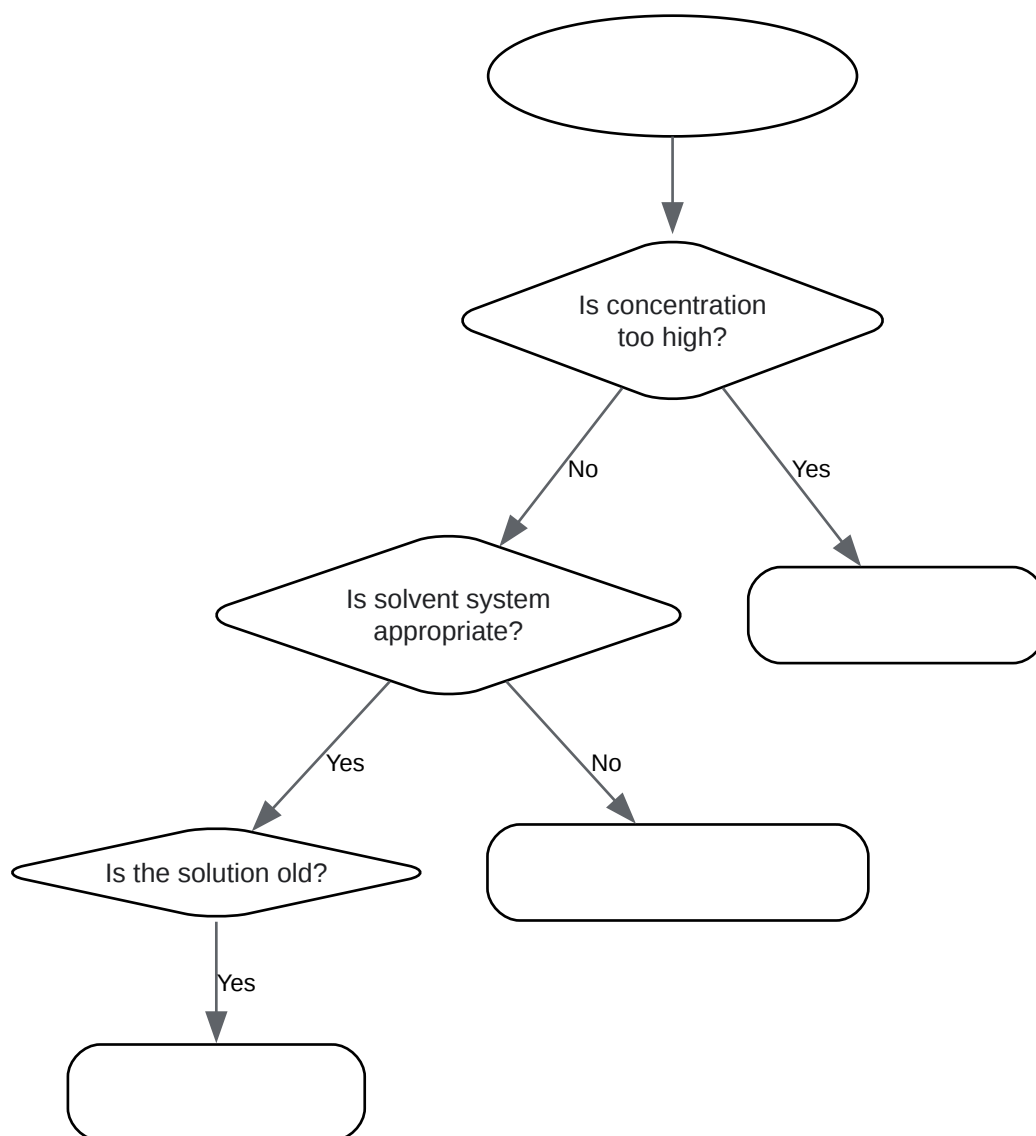 Is concentration
too high?
No
Yes
Is solvent system
appropriate?
Yes
No
Is the solution old?
Yes